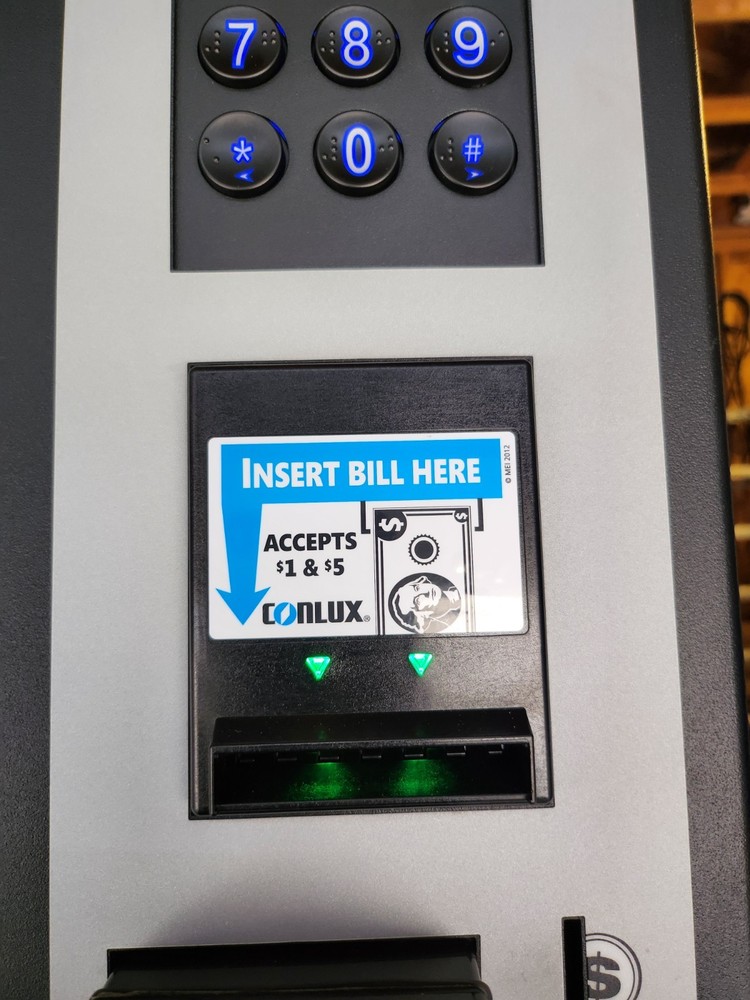 7 8 9
* 0 #
INSERT BILL HERE
© MEI 2012
$ $
ACCEPTS
$1 & $5
CONLUX®
$